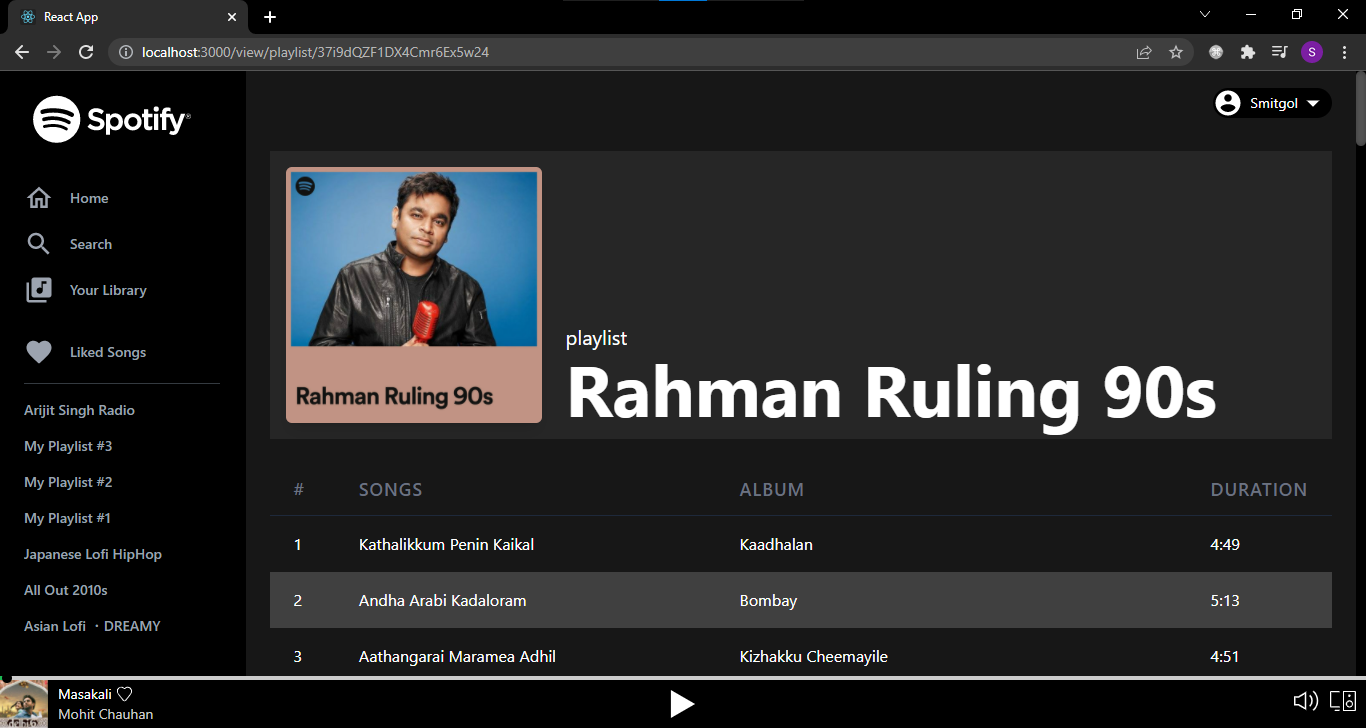 React App
localhost:3000/view/playlist/37i9dQZF1DX4Cmr6Ex5w24
S
Spotify®
Smitgol
Home
Search
Your Library
Liked Songs
Arijit Singh Radio
My Playlist #3
My Playlist #2
My Playlist #1
Japanese Lofi HipHop
All Out 2010s
Asian Lofi ・DREAMY
Rahman Ruling 90s
playlist
Rahman Ruling 90s
# SONGS ALBUM DURATION
1 Kathalikkum Penin Kaikal Kaadhalan 4:49
2 Andha Arabi Kadaloram Bombay 5:13
3 Aathangarai Maramea Adhil Kizhakku Cheemayile 4:51
Masakali
Mohit Chauhan